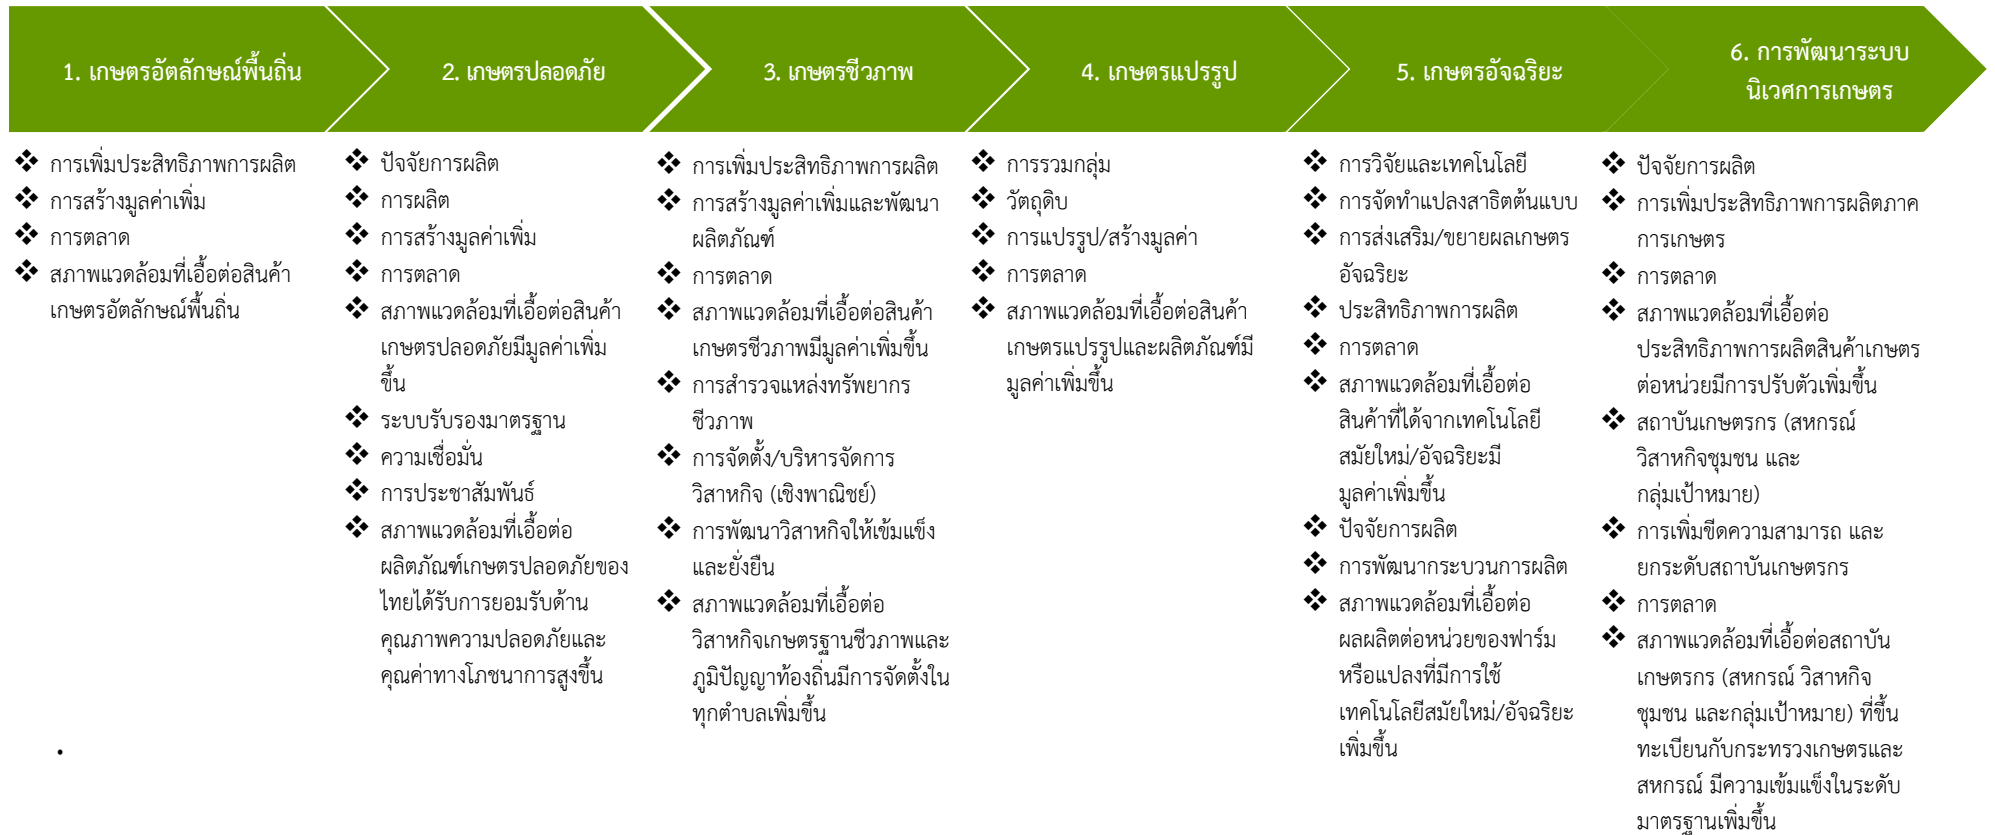 1. เกษตรอัตลักษณ์พื้นถิ่น
❖ การเพิ่มประสิทธิภาพการผลิต
❖ การสร้างมูลค่าเพิ่ม
❖ การตลาด
❖ สภาพแวดล้อมที่เอื้อต่อสินค้า
เกษตรอัตลักษณ์พื้นถิ่น
2. เกษตรปลอดภัย
❖ ปัจจัยการผลิต
❖ การผลิต
❖ การสร้างมูลค่าเพิ่ม
❖ การตลาด
❖ สภาพแวดล้อมที่เอื้อต่อสินค้า
เกษตรปลอดภัยมีมูลค่าเพิ่ม
ขึ้น
❖ ระบบรับรองมาตรฐาน
❖ ความเชื่อมั่น
❖ การประชาสัมพันธ์
❖ สภาพแวดล้อมที่เอื้อต่อ
ผลิตภัณฑ์เกษตรปลอดภัยของ
ไทยได้รับการยอมรับด้าน
คุณภาพความปลอดภัยและ
คุณค่าทางโภชนาการสูงขึ้น
3. เกษตรชีวภาพ
❖ การเพิ่มประสิทธิภาพการผลิต
❖ การสร้างมูลค่าเพิ่มและพัฒนา
ผลิตภัณฑ์
❖ การตลาด
❖ สภาพแวดล้อมที่เอื้อต่อสินค้า
เกษตรชีวภาพมีมูลค่าเพิ่มขึ้น
❖ การสำรวจแหล่งทรัพยากร
ชีวภาพ
❖ การจัดตั้ง/บริหารจัดการ
วิสาหกิจ (เชิงพาณิชย์)
❖ การพัฒนาวิสาหกิจให้เข้มแข็ง
และยั่งยืน
❖ สภาพแวดล้อมที่เอื้อต่อ
วิสาหกิจเกษตรฐานชีวภาพและ
ภูมิปัญญาท้องถิ่นมีการจัดตั้งใน
ทุกตำบลเพิ่มขึ้น
4. เกษตรแปรรูป
❖ การรวมกลุ่ม
❖ วัตถุดิบ
❖ การแปรรูป/สร้างมูลค่า
❖ การตลาด
❖ สภาพแวดล้อมที่เอื้อต่อสินค้า
เกษตรแปรรูปและผลิตภัณฑ์มี
มูลค่าเพิ่มขึ้น
5. เกษตรอัจฉริยะ
❖ การวิจัยและเทคโนโลยี
❖ การจัดทำแปลงสาธิตต้นแบบ
❖ การส่งเสริม/ขยายผลเกษตร
อัจฉริยะ
❖ ประสิทธิภาพการผลิต
❖ การตลาด
❖ สภาพแวดล้อมที่เอื้อต่อ
สินค้าที่ได้จากเทคโนโลยี
สมัยใหม่/อัจฉริยะมี
มูลค่าเพิ่มขึ้น
❖ ปัจจัยการผลิต
❖ การพัฒนากระบวนการผลิต
❖ สภาพแวดล้อมที่เอื้อต่อ
ผลผลิตต่อหน่วยของฟาร์ม
หรือแปลงที่มีการใช้
เทคโนโลยีสมัยใหม่/อัจฉริยะ
เพิ่มขึ้น
6. การพัฒนาระบบ
นิเวศการเกษตร
❖ ปัจจัยการผลิต
❖ การเพิ่มประสิทธิภาพการผลิตภาค
การเกษตร
❖ การตลาด
❖ สภาพแวดล้อมที่เอื้อต่อ
ประสิทธิภาพการผลิตสินค้าเกษตร
ต่อหน่วยมีการปรับตัวเพิ่มขึ้น
❖ สถาบันเกษตรกร (สหกรณ์
วิสาหกิจชุมชน และ
กลุ่มเป้าหมาย)
❖ การเพิ่มขีดความสามารถ และ
ยกระดับสถาบันเกษตรกร
❖ การตลาด
❖ สภาพแวดล้อมที่เอื้อต่อสถาบัน
เกษตรกร (สหกรณ์ วิสาหกิจ
ชุมชน และกลุ่มเป้าหมาย) ที่ขึ้น
ทะเบียนกับกระทรวงเกษตรและ
สหกรณ์ มีความเข้มแข็งในระดับ
มาตรฐานเพิ่มขึ้น